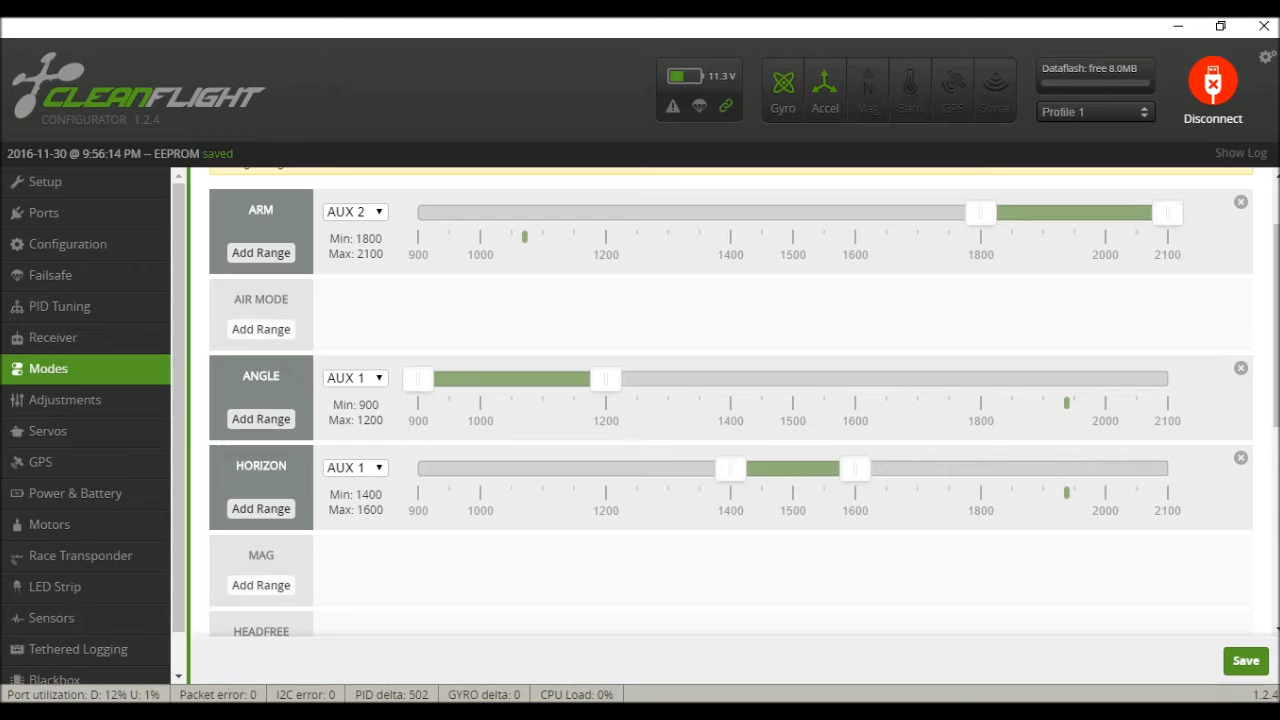 CLEANFLIGHT
CONFIGURATOR 1.2.4
11.3 V
Gyro
Accel
Mag
Baro
GPS
Sonar
Dataflash: free 8.0MB
Profile 1
Disconnect
2016-11-30 @ 9:56:14 PM -- EEPROM saved
Show Log
Setup
Ports
Configuration
Failsafe
PID Tuning
Receiver
Modes
Adjustments
Servos
GPS
Power & Battery
Motors
Race Transponder
LED Strip
Sensors
Tethered Logging
Blackbox
ARM
Add Range
AUX 2
Min: 1800
Max: 2100
900 1000 1200 1400 1500 1600 1800 2000 2100
AIR MODE
Add Range
ANGLE
Add Range
AUX 1
Min: 900
Max: 1200
900 1000 1200 1400 1500 1600 1800 2000 2100
HORIZON
Add Range
AUX 1
Min: 1400
Max: 1600
900 1000 1200 1400 1500 1600 1800 2000 2100
MAG
Add Range
HEADFREE
Save
Port utilization: D: 12% U: 1% Packet error: 0 I2C error: 0 PID delta: 502 GYRO delta: 0 CPU Load: 0% 1.2.4